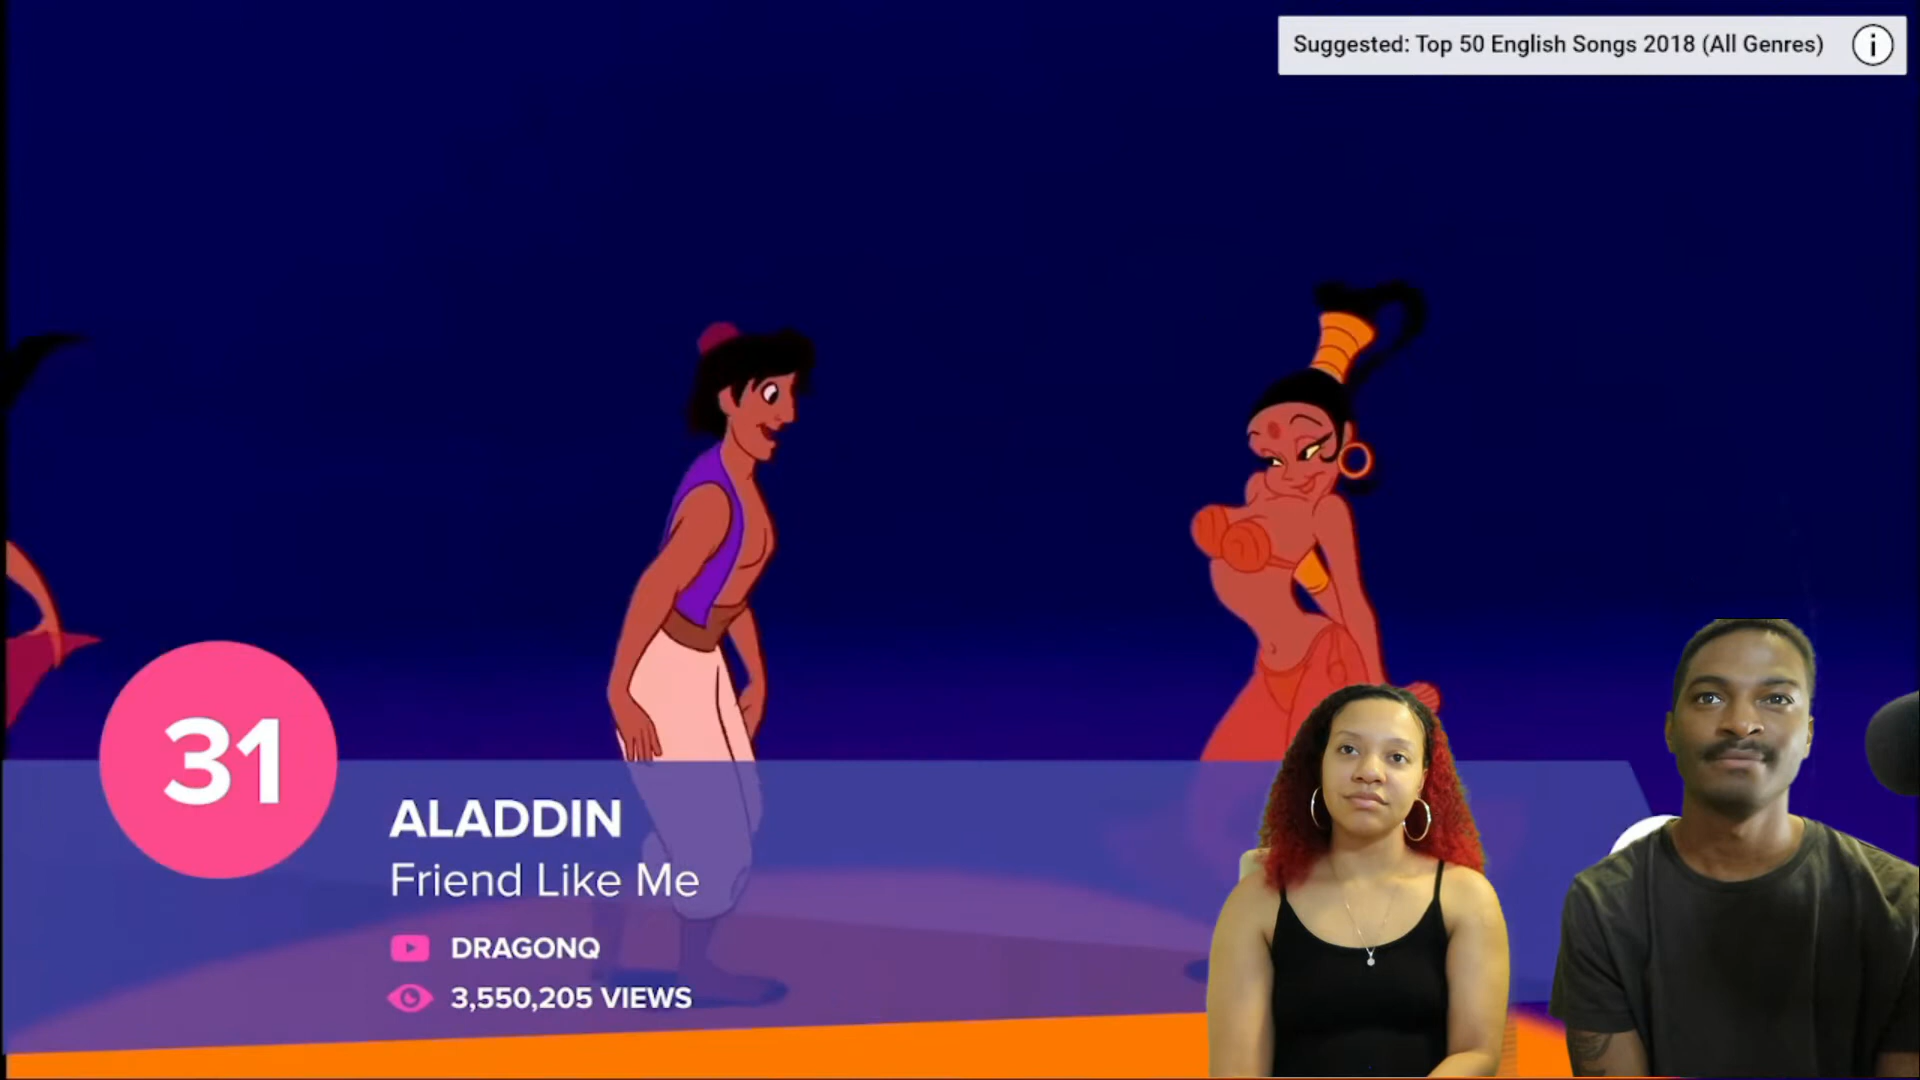 Suggested: Top 50 English Songs 2018 (All Genres)
31
ALADDIN
Friend Like Me
DRAGONQ
3,550,205 VIEWS